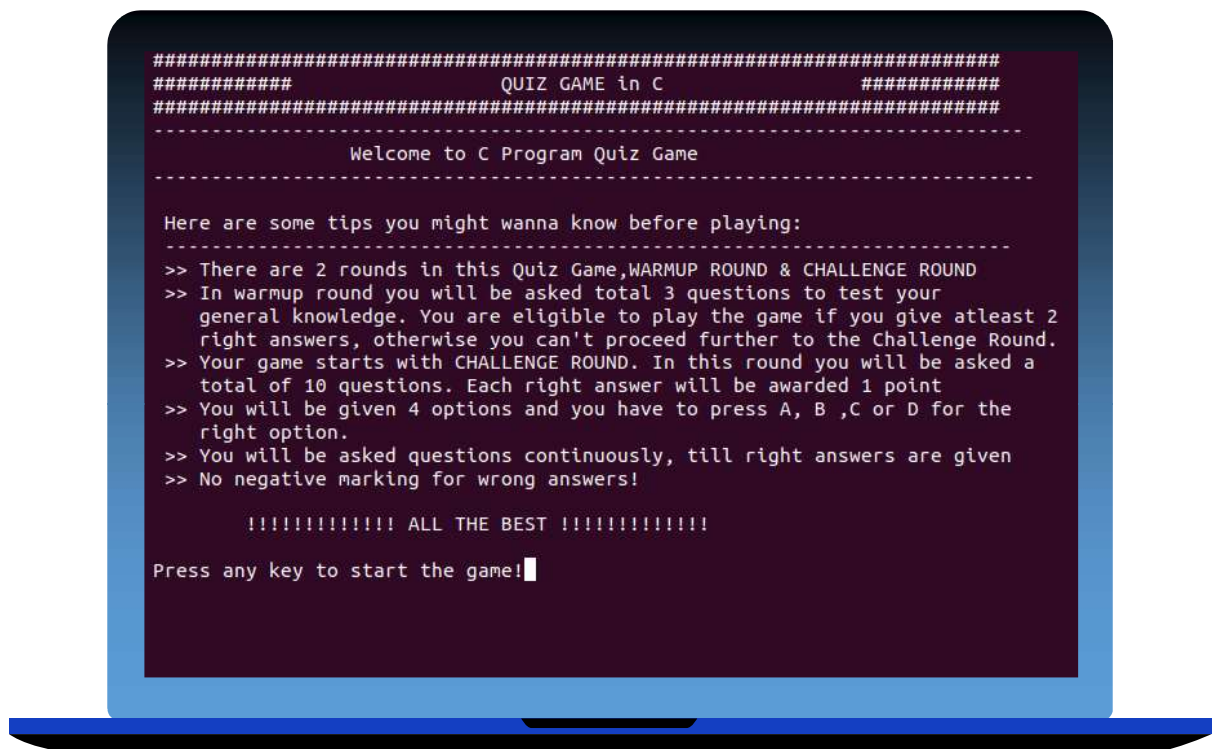 #########################################################################
############                  QUIZ GAME in C                 ############
#########################################################################
---------------------------------------------------------------------------
                 Welcome to C Program Quiz Game
----------------------------------------------------------------------------
 Here are some tips you might wanna know before playing:
 -------------------------------------------------------------------------
 >> There are 2 rounds in this Quiz Game,WARMUP ROUND & CHALLENGE ROUND
 >> In warmup round you will be asked total 3 questions to test your
    general knowledge. You are eligible to play the game if you give atleast 2
    right answers, otherwise you can't proceed further to the Challenge Round.
 >> Your game starts with CHALLENGE ROUND. In this round you will be asked a
    total of 10 questions. Each right answer will be awarded 1 point
 >> You will be given 4 options and you have to press A, B ,C or D for the
    right option.
 >> You will be asked questions continuously, till right answers are given
 >> No negative marking for wrong answers!
        !!!!!!!!!!!!! ALL THE BEST !!!!!!!!!!!!!
Press any key to start the game!